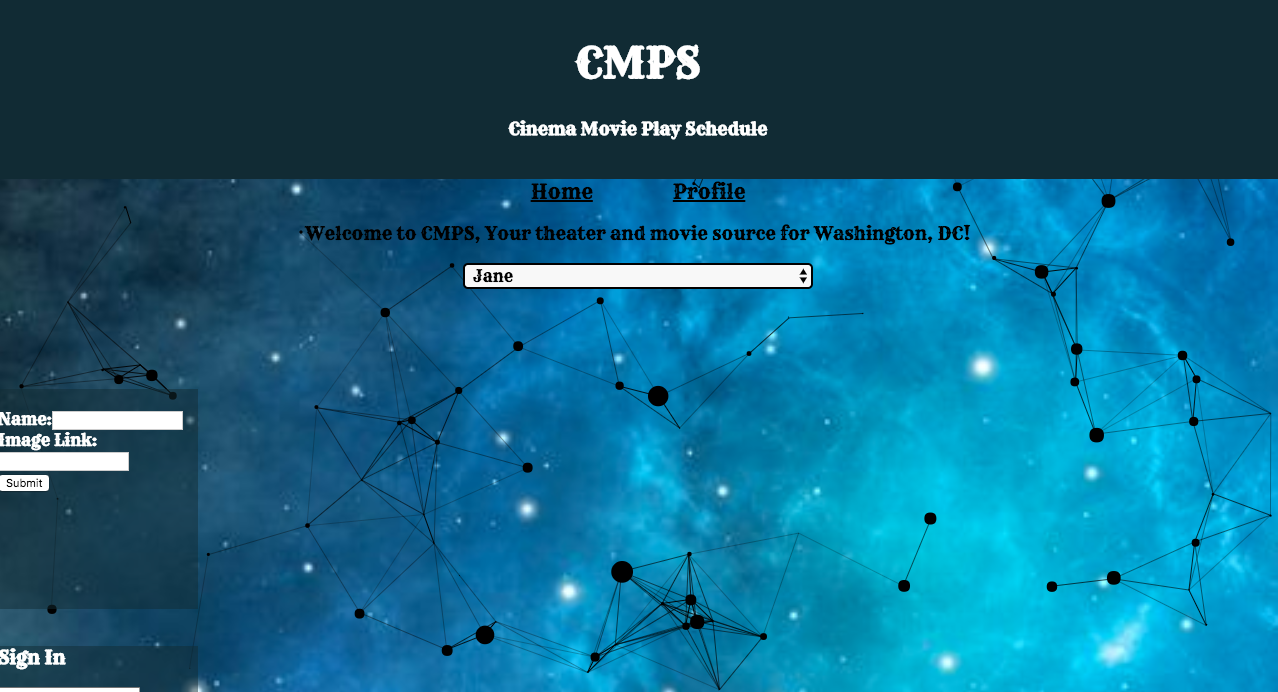 CMPS
Cinema Movie Play Schedule
Home Profile
Welcome to CMPS, Your theater and movie source for Washington, DC!
Jane
Name:
Image Link:
Submit
Sign In